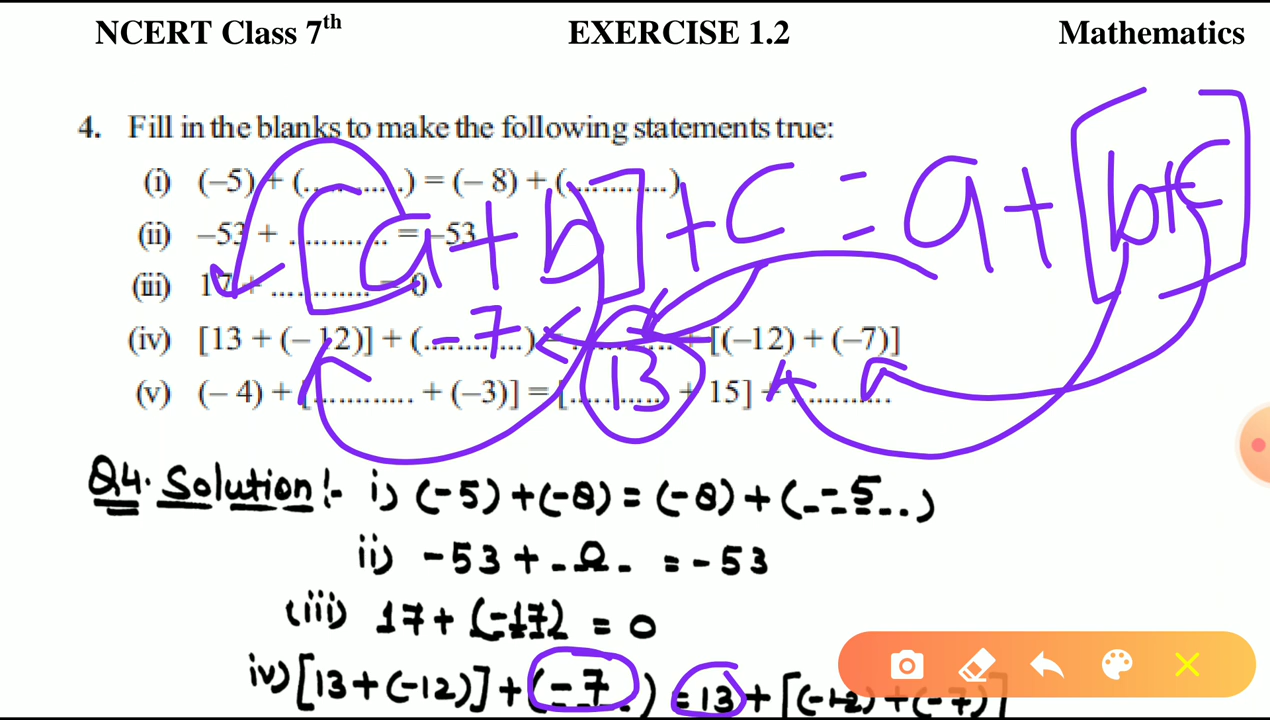 NCERT Class 7th EXERCISE 1.2 Mathematics
4. Fill in the blanks to make the following statements true:
(i) (–5) + (............) = (– 8) + (............)
(ii) –53 + ............ = –53
(iii) 17 + ............ = 0
[a+b]+c = a+[b+c]
(iv) [13 + (– 12)] + (-7) = 13 + [(–12) + (–7)]
(v) (– 4) + [............ + (–3)] = [............ + 15] + ............
Q4. Solution:- i) (-5)+(-8) = (-8)+(--5--)
ii) -53 + -0- = -53
(iii) 17+(-17) = 0
iv) [13+(-12)]+(-7) = 13+[(-12)+(-7)]